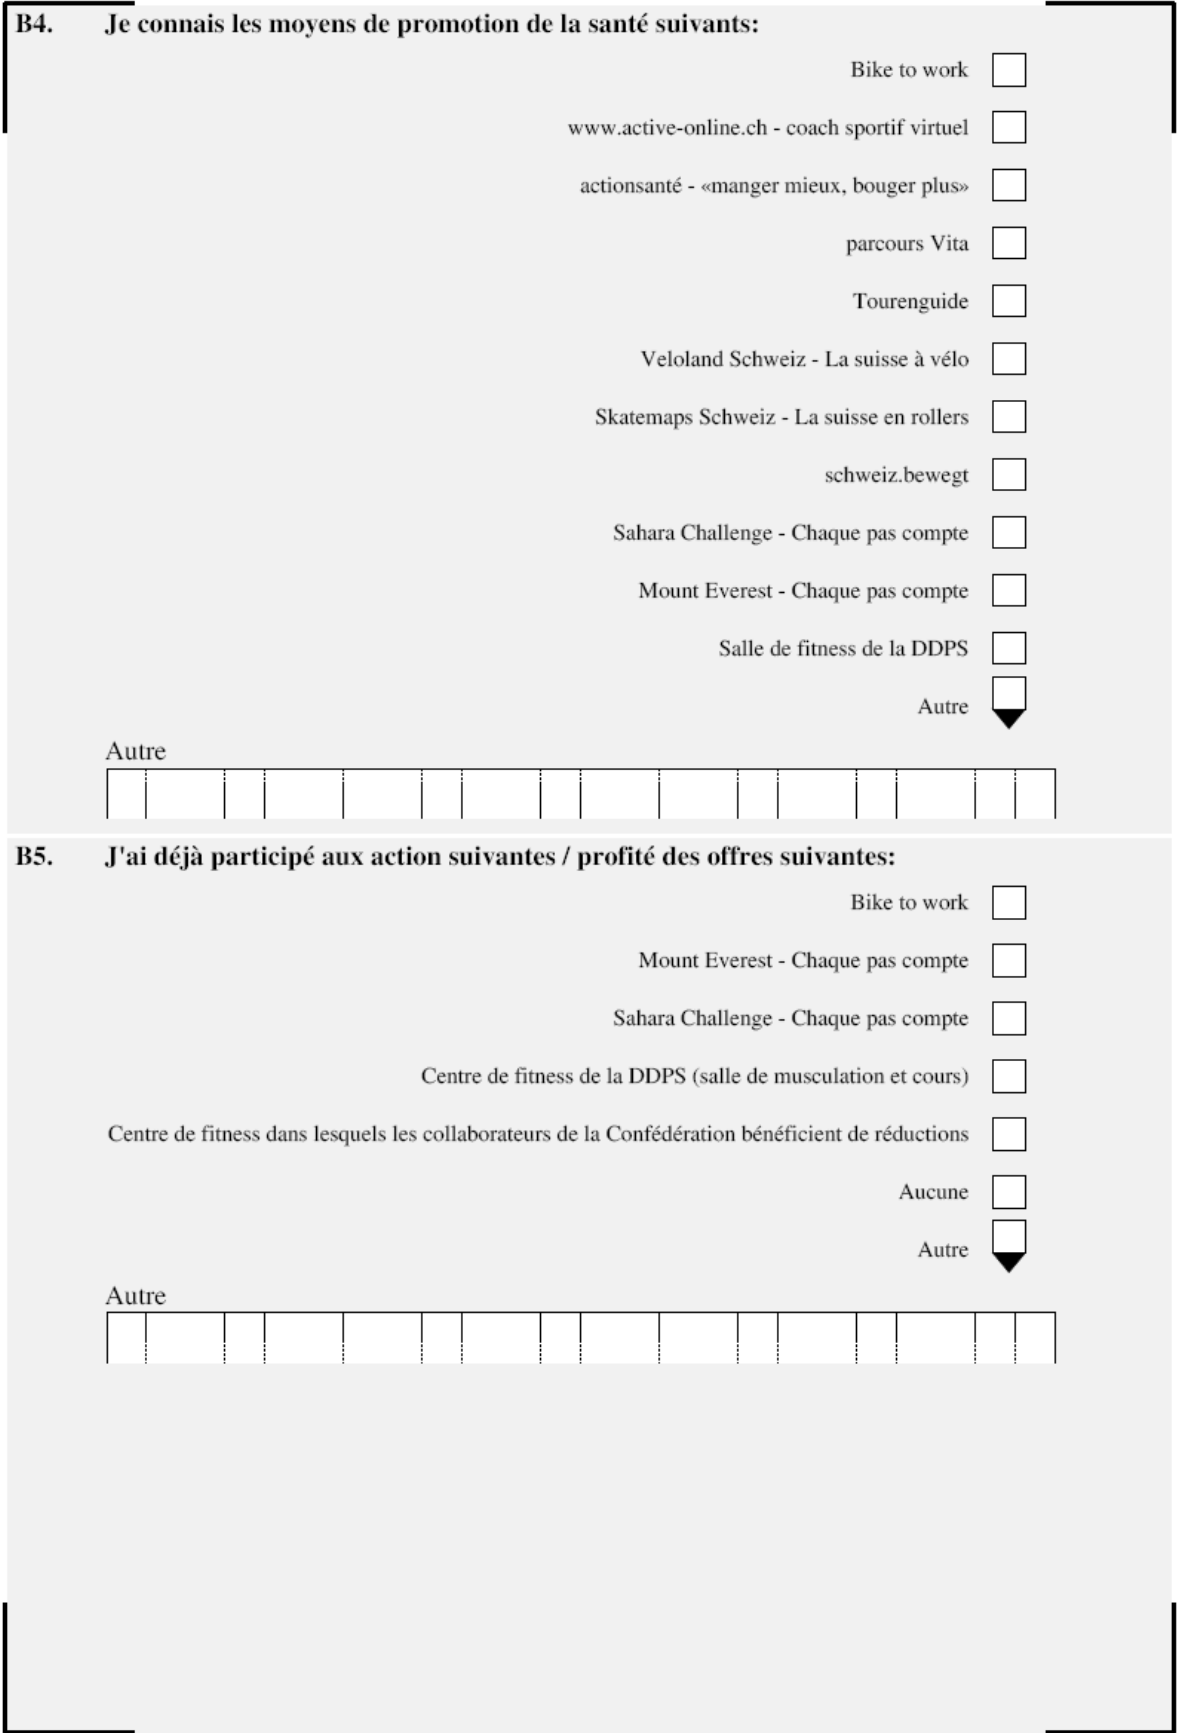 B4. Je connais les moyens de promotion de la santé suivants:
Bike to work
www.active-online.ch - coach sportif virtuel
actionsanté - «manger mieux, bouger plus»
parcours Vita
Tourenguide
Veloland Schweiz - La suisse à vélo
Skatemaps Schweiz - La suisse en rollers
schweiz.bewegt
Sahara Challenge - Chaque pas compte
Mount Everest - Chaque pas compte
Salle de fitness de la DDPS
Autre
Autre
B5. J'ai déjà participé aux action suivantes / profité des offres suivantes:
Bike to work
Mount Everest - Chaque pas compte
Sahara Challenge - Chaque pas compte
Centre de fitness de la DDPS (salle de musculation et cours)
Centre de fitness dans lesquels les collaborateurs de la Confédération bénéficient de réductions
Aucune
Autre
Autre